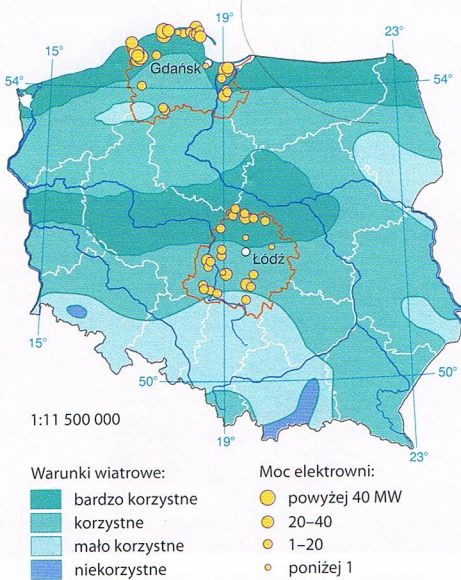 19°
23°
15°
Gdańsk
54°
54°
Łódź
15°
50°
50°
1:11 500 000
19°
23°
Warunki wiatrowe:
bardzo korzystne
korzystne
mało korzystne
niekorzystne
Moc elektrowni:
powyżej 40 MW
20–40
1–20
poniżej 1